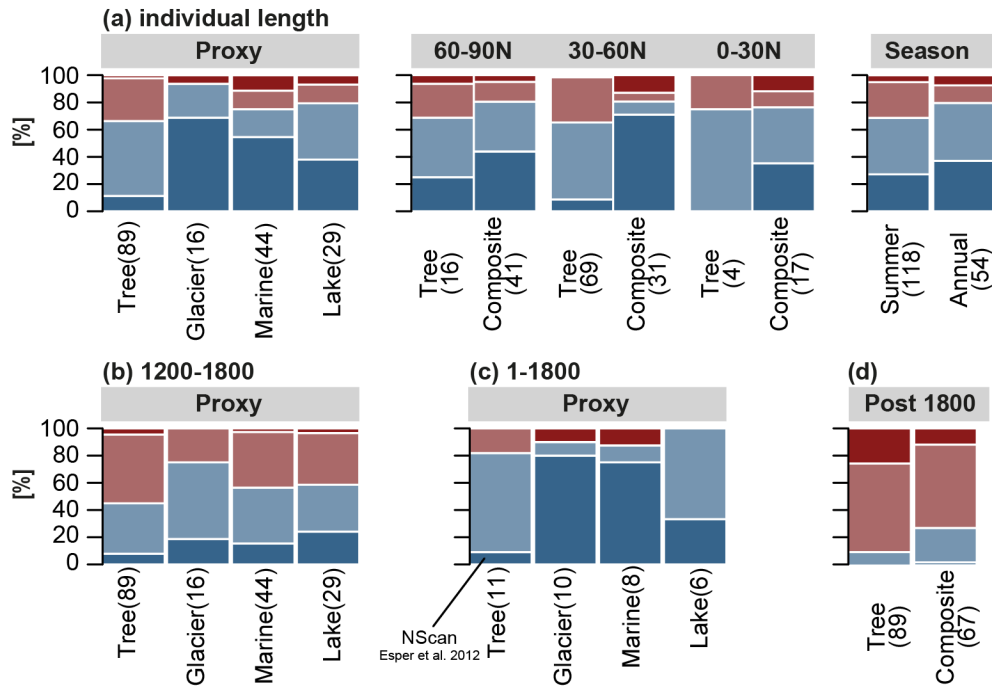 (a) individual length
Proxy
60-90N
30-60N
0-30N
Season
[%]
100
80
60
40
20
0
Tree(89)
Glacier(16)
Marine(44)
Lake(29)
Tree
(16)
Composite
(41)
Tree
(69)
Composite
(31)
Tree
(4)
Composite
(17)
Summer
(118)
Annual
(54)
(b) 1200-1800
Proxy
[%]
100
80
60
40
20
0
Tree(89)
Glacier(16)
Marine(44)
Lake(29)
(c) 1-1800
Proxy
Tree(11)
Glacier(10)
Marine(8)
Lake(6)
NScan
Esper et al. 2012
(d)
Post 1800
Tree
(89)
Composite
(67)